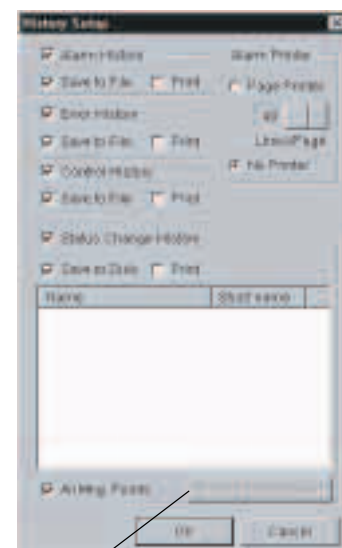 History Setup
Alarm History
Save to File Print
Error History
Save to File Print
Control History
Save to File Print
Status Change History
Save to Disk Print
Alarm Printer
Page Printer
Lines/Page
No Printer
Name Short name
All Mng. Points
OK Cancel